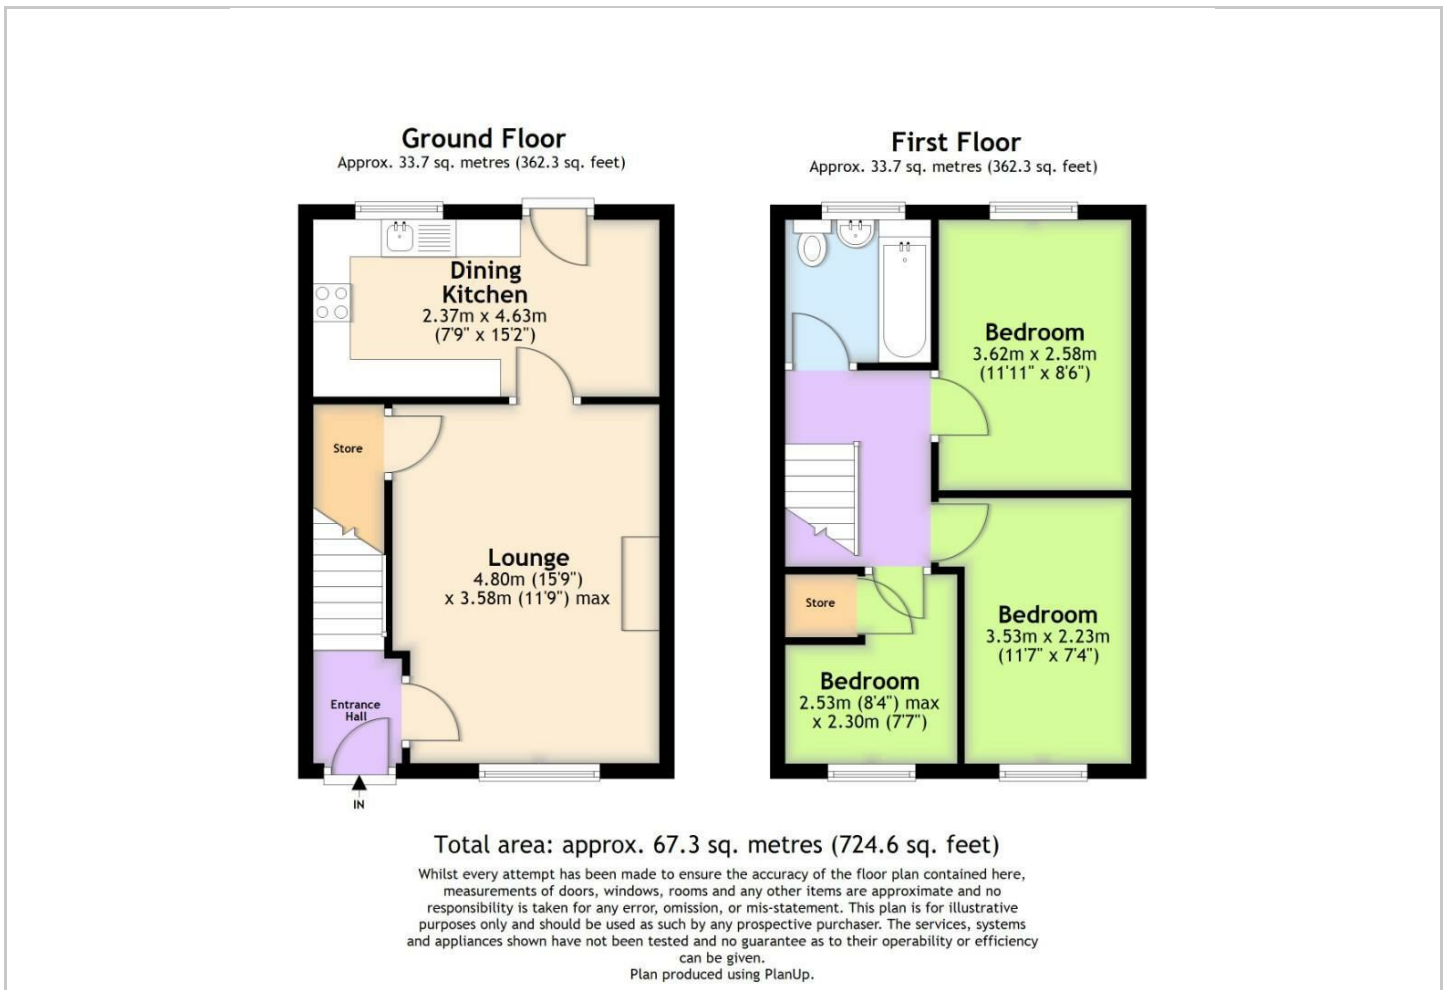 Ground Floor
Approx. 33.7 sq. metres (362.3 sq. feet)
Dining
Kitchen
2.37m x 4.63m
(7'9" x 15'2")
Store
Lounge
4.80m (15'9")
x 3.58m (11'9") max
Entrance
Hall
IN
First Floor
Approx. 33.7 sq. metres (362.3 sq. feet)
Bedroom
3.62m x 2.58m
(11'11" x 8'6")
Store
Bedroom
3.53m x 2.23m
(11'7" x 7'4")
Bedroom
2.53m (8'4") max
x 2.30m (7'7")
Total area: approx. 67.3 sq. metres (724.6 sq. feet)
Whilst every attempt has been made to ensure the accuracy of the floor plan contained here,
measurements of doors, windows, rooms and any other items are approximate and no
responsibility is taken for any error, omission, or mis-statement. This plan is for illustrative
purposes only and should be used as such by any prospective purchaser. The services, systems
and appliances shown have not been tested and no guarantee as to their operability or efficiency
can be given.
Plan produced using PlanUp.